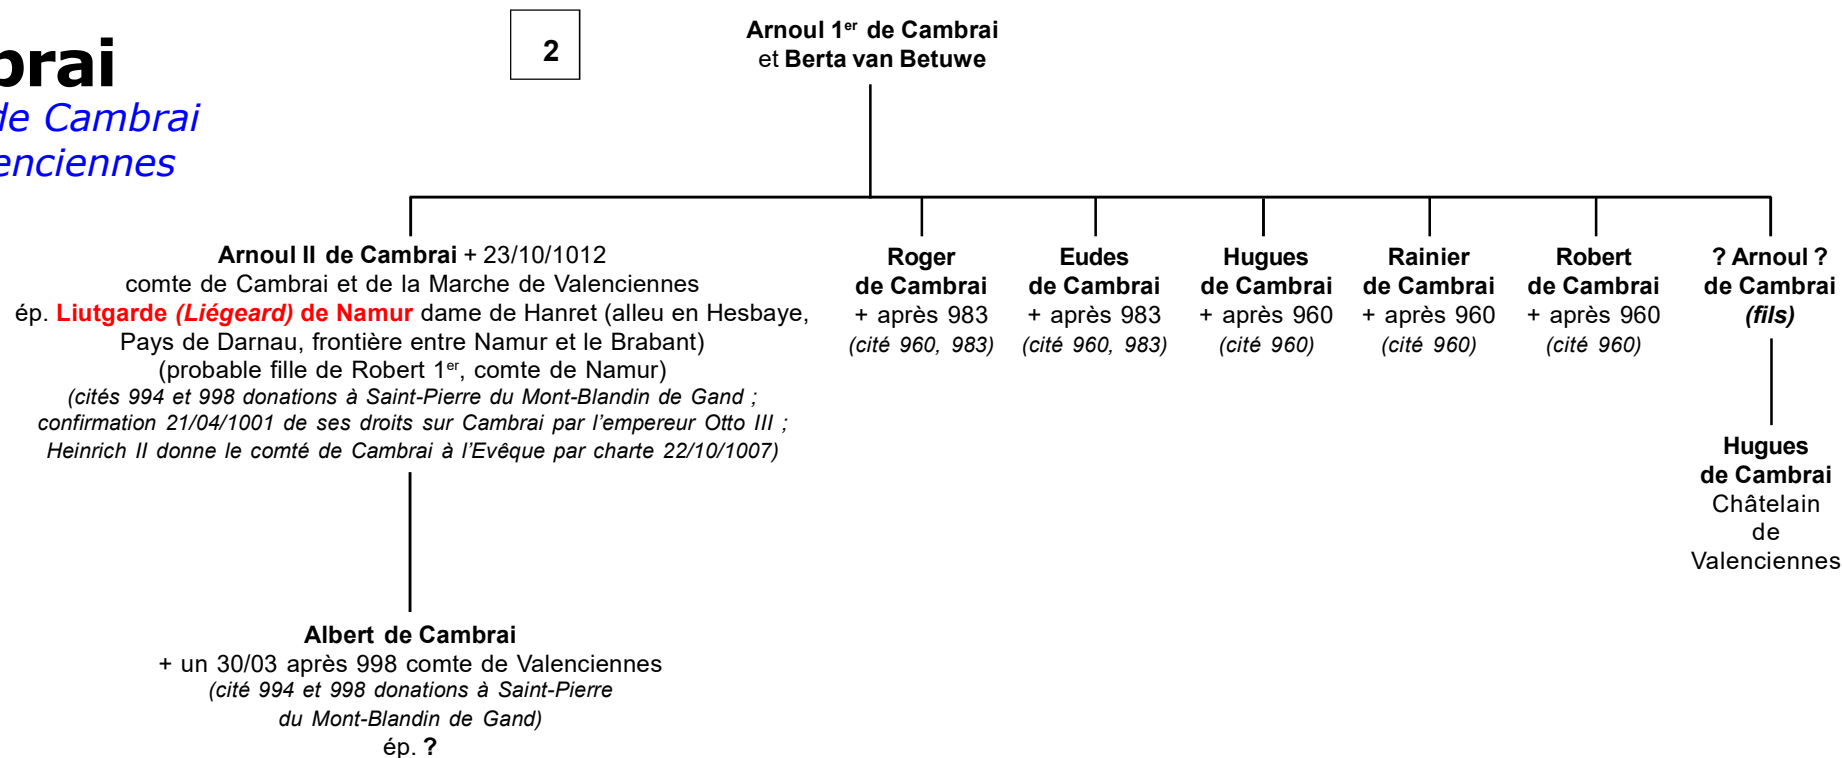 brai
de Cambrai
enciennes
2
Arnoul 1er de Cambrai
et Berta van Betuwe
Arnoul II de Cambrai + 23/10/1012
comte de Cambrai et de la Marche de Valenciennes
ép. Liutgarde (Liégeard) de Namur dame de Hanret (alleu en Hesbaye,
Pays de Darnau, frontière entre Namur et le Brabant)
(probable fille de Robert 1er, comte de Namur)
(cités 994 et 998 donations à Saint-Pierre du Mont-Blandin de Gand ;
confirmation 21/04/1001 de ses droits sur Cambrai par l’empereur Otto III ;
Heinrich II donne le comté de Cambrai à l’Evêque par charte 22/10/1007)
Roger
de Cambrai
+ après 983
(cité 960, 983)
Eudes
de Cambrai
+ après 983
(cité 960, 983)
Hugues
de Cambrai
+ après 960
(cité 960)
Rainier
de Cambrai
+ après 960
(cité 960)
Robert
de Cambrai
+ après 960
(cité 960)
? Arnoul ?
de Cambrai
(fils)
Hugues
de Cambrai
Châtelain
de
Valenciennes
Albert de Cambrai
+ un 30/03 après 998 comte de Valenciennes
(cité 994 et 998 donations à Saint-Pierre
du Mont-Blandin de Gand)
ép. ?